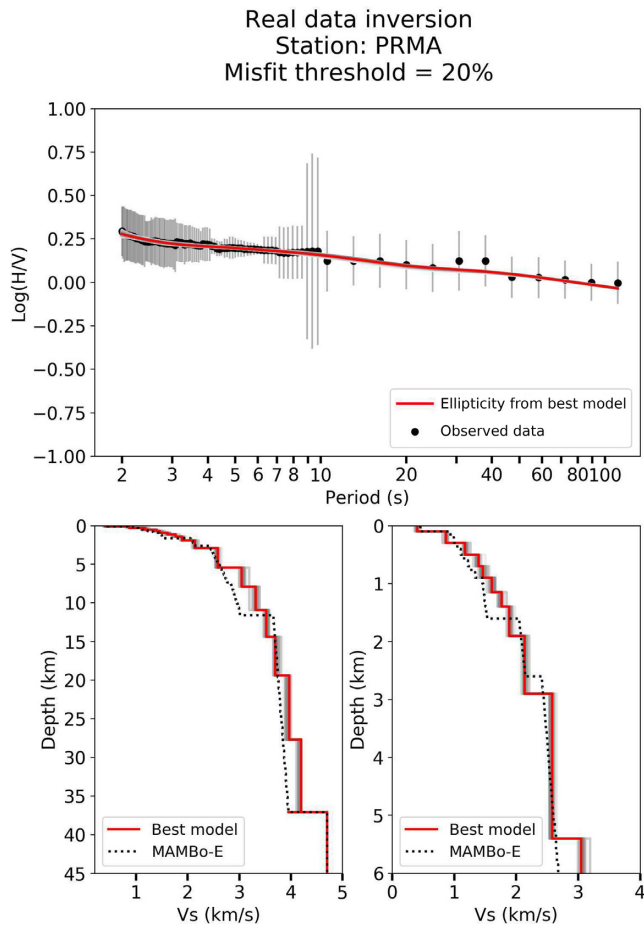 Real data inversion
Station: PRMA
Misfit threshold = 20%
1.00
0.75
0.50
0.25
0.00
−0.25
−0.50
−0.75
−1.00
Log(H/V)
Ellipticity from best model
Observed data
2 3 4 5 6 7 8 10 20 40 60 80 100
Period (s)
0
5
10
15
20
25
30
35
40
45
Depth (km)
Best model
MAMBo-E
1 2 3 4 5
Vs (km/s)
0
1
2
3
4
5
6
Depth (km)
Best model
MAMBo-E
0 1 2 3 4
Vs (km/s)